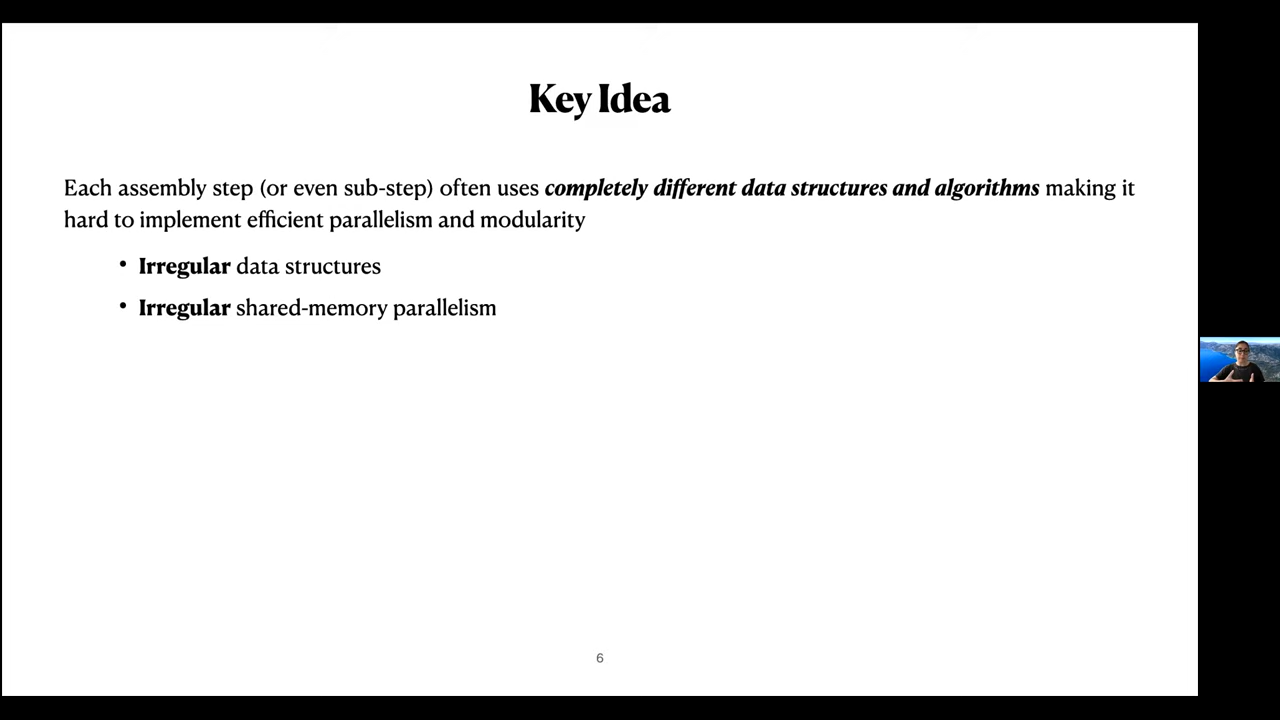 Key Idea
Each assembly step (or even sub-step) often uses completely different data structures and algorithms making it
hard to implement efficient parallelism and modularity
• Irregular data structures
• Irregular shared-memory parallelism
6